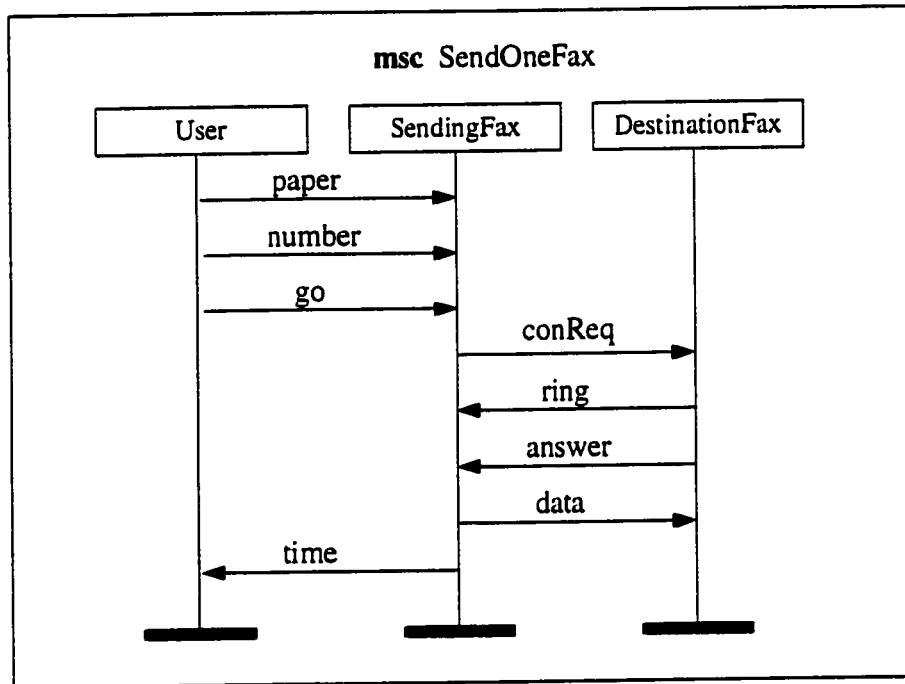 msc SendOneFax
User
SendingFax
DestinationFax
paper
number
go
conReq
ring
answer
data
time